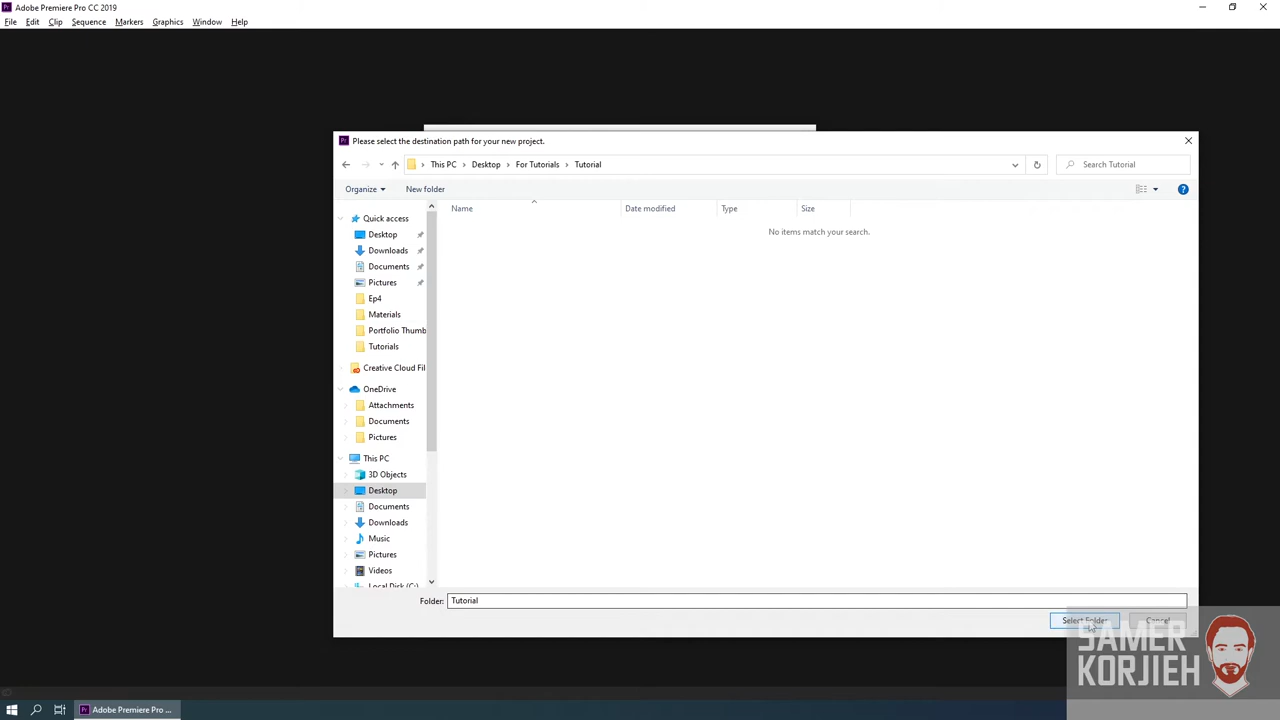 Adobe Premiere Pro CC 2019
File Edit Clip Sequence Markers Graphics Window Help
Please select the destination path for your new project.
This PC > Desktop > For Tutorials > Tutorial
Search Tutorial
Organize New folder
Name Date modified Type Size
No items match your search.
Quick access
Desktop
Downloads
Documents
Pictures
Ep4
Materials
Portfolio Thumb
Tutorials
Creative Cloud Fil
OneDrive
Attachments
Documents
Pictures
This PC
3D Objects
Desktop
Documents
Downloads
Music
Pictures
Videos
Local Disk (C:)
Folder: Tutorial
Select Folder Cancel
SAMER
KORJIEH
Adobe Premiere Pro ...